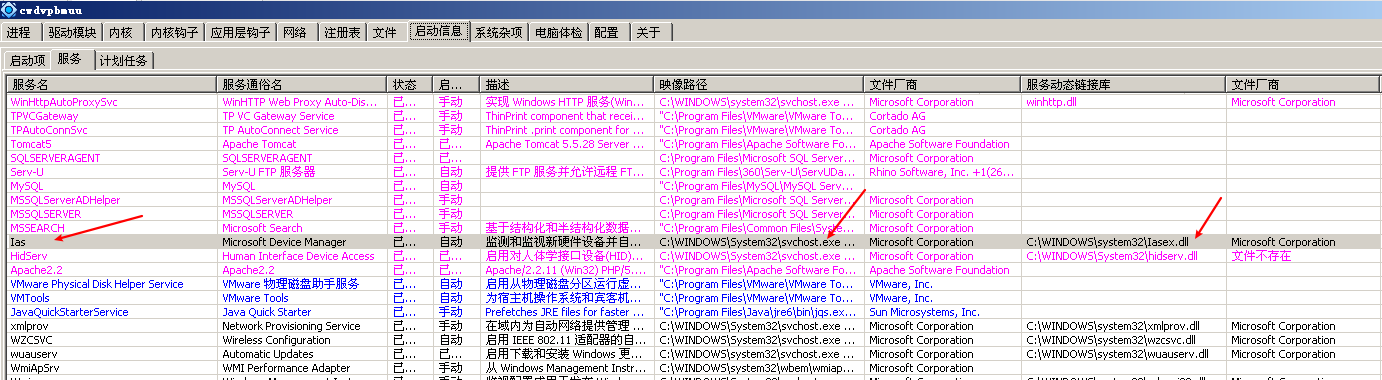 cwdvpbmuu
进程 驱动模块 内核 内核钩子 应用层钩子 网络 注册表 文件 启动信息 系统杂项 电脑体检 配置 关于
启动项 服务 计划任务
服务名 服务通俗名 状态 启... 描述 映像路径 文件厂商 服务动态链接库 文件厂商
WinHttpAutoProxySvc WinHTTP Web Proxy Auto-Dis... 已... 手动 实现 Windows HTTP 服务(Win... C:\WINDOWS\system32\svchost.exe ... Microsoft Corporation winhttp.dll Microsoft Corporation
TPVCGateway TP VC Gateway Service 已... 手动 ThinPrint component that recei... "C:\Program Files\VMware\VMware To... Cortado AG
TPAutoConnSvc TP AutoConnect Service 已... 手动 ThinPrint .print component for ... "C:\Program Files\VMware\VMware To... Cortado AG
Tomcat5 Apache Tomcat 已... 手动 Apache Tomcat 5.5.28 Server ... "C:\Program Files\Apache Software Fo... Apache Software Foundation
SQLSERVERAGENT SQLSERVERAGENT 已... 已... C:\Program Files\Microsoft SQL Server... Microsoft Corporation
Serv-U Serv-U FTP 服务器 已... 自动 提供 FTP 服务并允许远程 FT... C:\Program Files\360\Serv-U\ServUDa... Rhino Software, Inc. +1(26...
MySQL MySQL 已... 自动 "C:\Program Files\MySQL\MySQL Serv...
MSSQLServerADHelper MSSQLServerADHelper 已... 手动 C:\Program Files\Microsoft SQL Server... Microsoft Corporation
MSSQLSERVER MSSQLSERVER 已... 自动 C:\Program Files\Microsoft SQL Server... Microsoft Corporation
MSSEARCH Microsoft Search 已... 手动 基于结构化和半结构化数据... "C:\Program Files\Common Files\Syste... Microsoft Corporation
Ias Microsoft Device Manager 已... 自动 监测和监视新硬件设备并自... C:\WINDOWS\System32\svchost.exe ... Microsoft Corporation C:\WINDOWS\system32\Iasex.dll Microsoft Corporation
HidServ Human Interface Device Access 已... 自动 启用对人体学接口设备(HID)... C:\WINDOWS\System32\svchost.exe ... Microsoft Corporation C:\WINDOWS\System32\hidserv.dll 文件不存在
Apache2.2 Apache2.2 已... 自动 Apache/2.2.11 (Win32) PHP/5.... "C:\Program Files\Apache Software Fo... Apache Software Foundation
VMware Physical Disk Helper Service VMware 物理磁盘助手服务 已... 自动 启用从物理磁盘分区运行虚... "C:\Program Files\VMware\VMware To... VMware, Inc.
VMTools VMware Tools 已... 自动 为宿主机操作系统和宾客机... "C:\Program Files\VMware\VMware To... VMware, Inc.
JavaQuickStarterService Java Quick Starter 已... 自动 Prefetches JRE files for faster ... "C:\Program Files\Java\jre6\bin\jqs.ex... Sun Microsystems, Inc.
xmlprov Network Provisioning Service 已... 手动 在域内为自动网络提供管理 ... C:\WINDOWS\System32\svchost.exe ... Microsoft Corporation C:\WINDOWS\system32\xmlprov.dll Microsoft Corporation
WZCSVC Wireless Configuration 已... 自动 启用 IEEE 802.11 适配器的自... C:\WINDOWS\System32\svchost.exe ... Microsoft Corporation C:\WINDOWS\system32\wzcsvc.dll Microsoft Corporation
wuauserv Automatic Updates 已... 已... 启用下载和安装 Windows 更... C:\WINDOWS\system32\svchost.exe ... Microsoft Corporation C:\WINDOWS\system32\wuauserv.dll Microsoft Corporation
WmiApSrv WMI Performance Adapter 已... 手动 从 Windows Management Instr... C:\WINDOWS\system32\wbem\wmiap... Microsoft Corporation